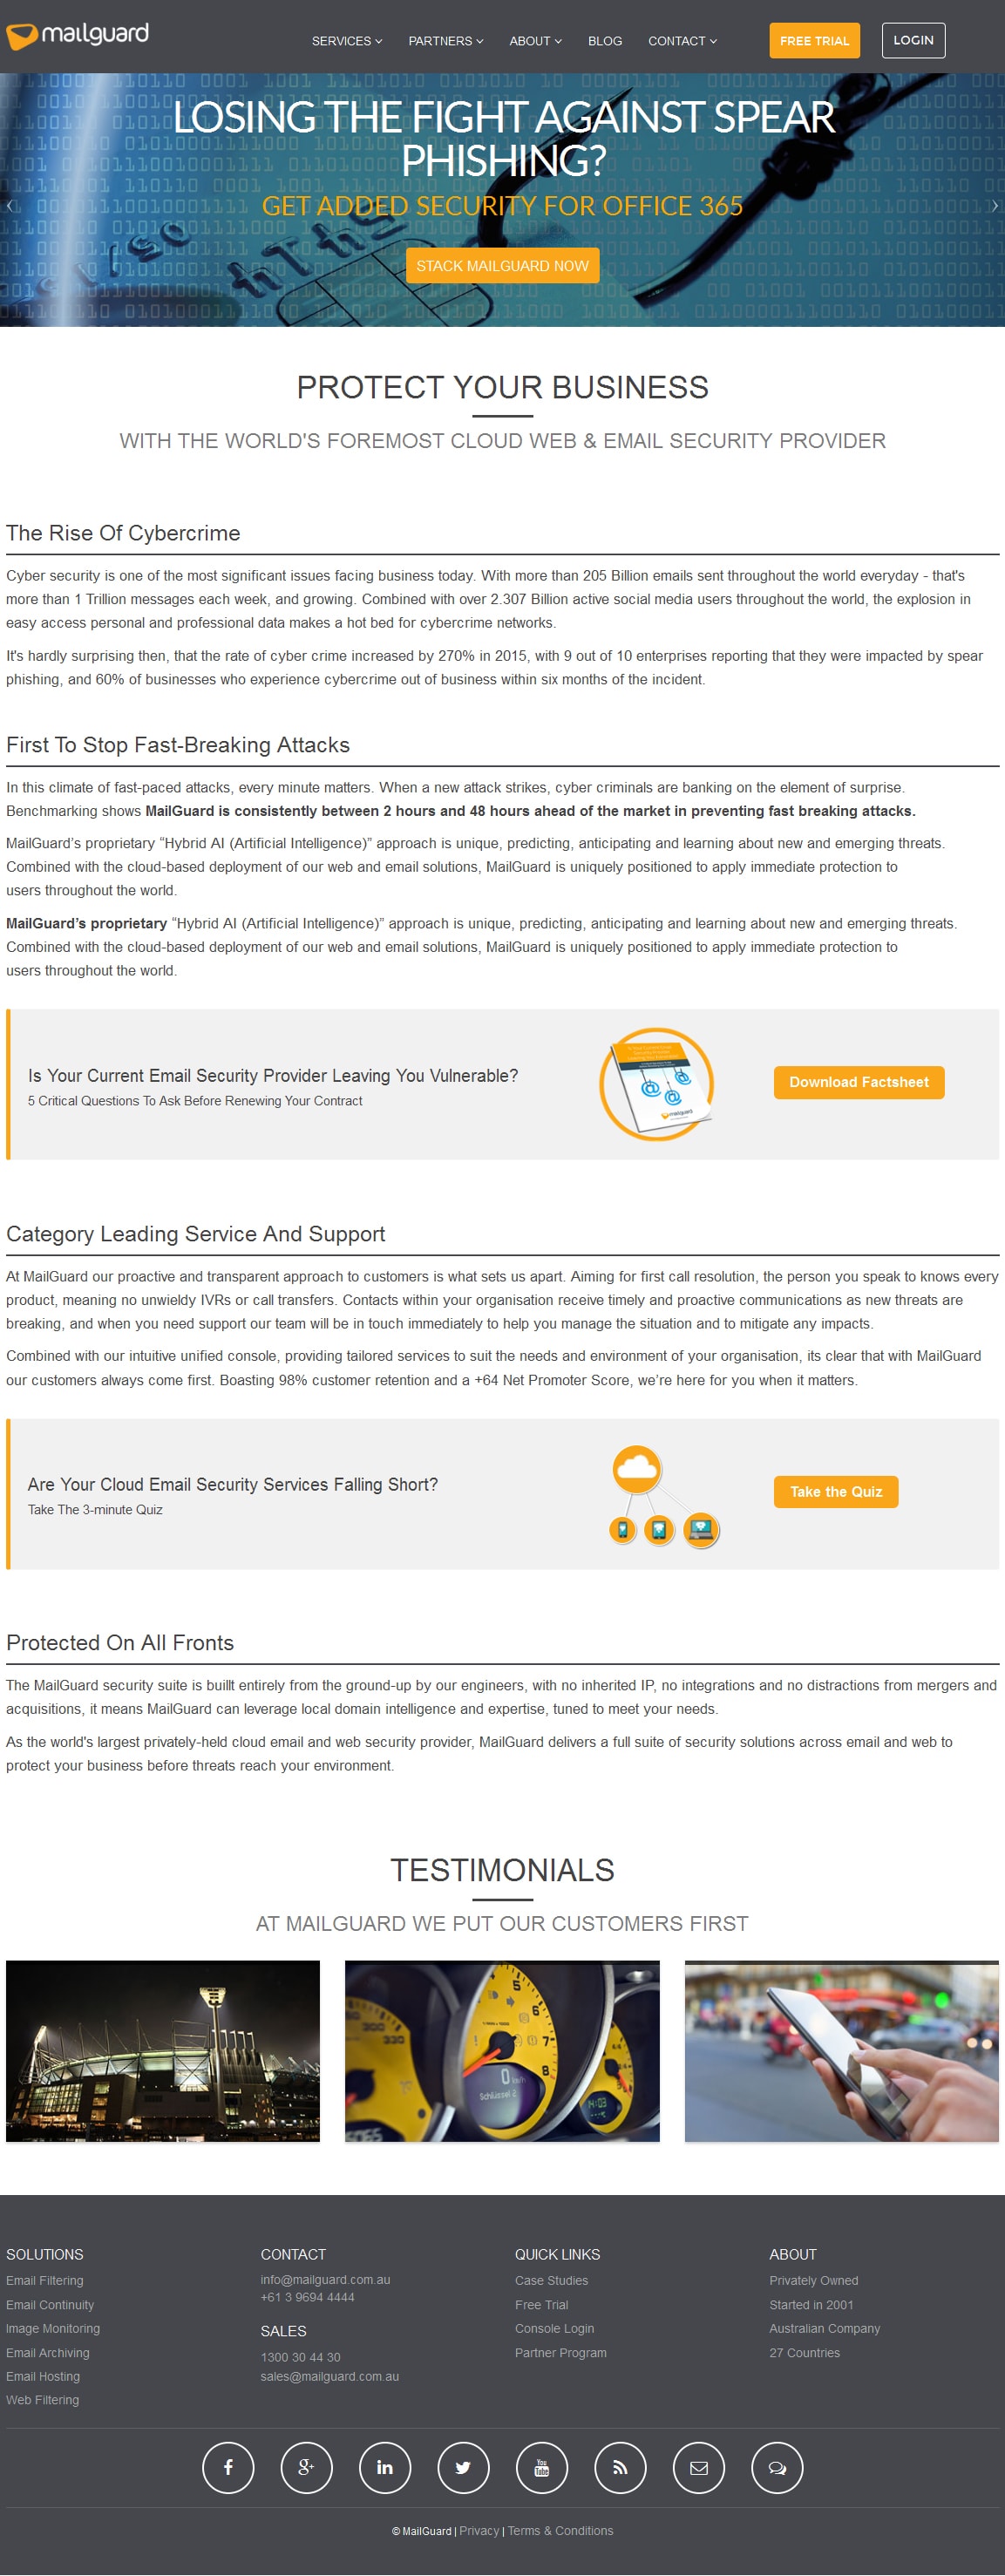 mailguard
SERVICES PARTNERS ABOUT BLOG CONTACT FREE TRIAL LOGIN
LOSING THE FIGHT AGAINST SPEAR
PHISHING?
GET ADDED SECURITY FOR OFFICE 365
STACK MAILGUARD NOW
PROTECT YOUR BUSINESS
WITH THE WORLD'S FOREMOST CLOUD WEB & EMAIL SECURITY PROVIDER
The Rise Of Cybercrime
Cyber security is one of the most significant issues facing business today. With more than 205 Billion emails sent throughout the world everyday - that's
more than 1 Trillion messages each week, and growing. Combined with over 2.307 Billion active social media users throughout the world, the explosion in
easy access personal and professional data makes a hot bed for cybercrime networks.
It's hardly surprising then, that the rate of cyber crime increased by 270% in 2015, with 9 out of 10 enterprises reporting that they were impacted by spear
phishing, and 60% of businesses who experience cybercrime out of business within six months of the incident.
First To Stop Fast-Breaking Attacks
In this climate of fast-paced attacks, every minute matters. When a new attack strikes, cyber criminals are banking on the element of surprise.
Benchmarking shows MailGuard is consistently between 2 hours and 48 hours ahead of the market in preventing fast breaking attacks.
MailGuard’s proprietary “Hybrid AI (Artificial Intelligence)” approach is unique, predicting, anticipating and learning about new and emerging threats.
Combined with the cloud-based deployment of our web and email solutions, MailGuard is uniquely positioned to apply immediate protection to
users throughout the world.
MailGuard’s proprietary “Hybrid AI (Artificial Intelligence)” approach is unique, predicting, anticipating and learning about new and emerging threats.
Combined with the cloud-based deployment of our web and email solutions, MailGuard is uniquely positioned to apply immediate protection to
users throughout the world.
Is Your Current Email Security Provider Leaving You Vulnerable?
5 Critical Questions To Ask Before Renewing Your Contract
mailguard
Download Factsheet
Category Leading Service And Support
At MailGuard our proactive and transparent approach to customers is what sets us apart. Aiming for first call resolution, the person you speak to knows every
product, meaning no unwieldy IVRs or call transfers. Contacts within your organisation receive timely and proactive communications as new threats are
breaking, and when you need support our team will be in touch immediately to help you manage the situation and to mitigate any impacts.
Combined with our intuitive unified console, providing tailored services to suit the needs and environment of your organisation, its clear that with MailGuard
our customers always come first. Boasting 98% customer retention and a +64 Net Promoter Score, we’re here for you when it matters.
Are Your Cloud Email Security Services Falling Short?
Take The 3-minute Quiz
Take the Quiz
Protected On All Fronts
The MailGuard security suite is buillt entirely from the ground-up by our engineers, with no inherited IP, no integrations and no distractions from mergers and
acquisitions, it means MailGuard can leverage local domain intelligence and expertise, tuned to meet your needs.
As the world's largest privately-held cloud email and web security provider, MailGuard delivers a full suite of security solutions across email and web to
protect your business before threats reach your environment.
TESTIMONIALS
AT MAILGUARD WE PUT OUR CUSTOMERS FIRST
SOLUTIONS
Email Filtering
Email Continuity
Image Monitoring
Email Archiving
Email Hosting
Web Filtering
CONTACT
info@mailguard.com.au
+61 3 9694 4444
SALES
1300 30 44 30
sales@mailguard.com.au
QUICK LINKS
Case Studies
Free Trial
Console Login
Partner Program
ABOUT
Privately Owned
Started in 2001
Australian Company
27 Countries
© MailGuard | Privacy | Terms & Conditions